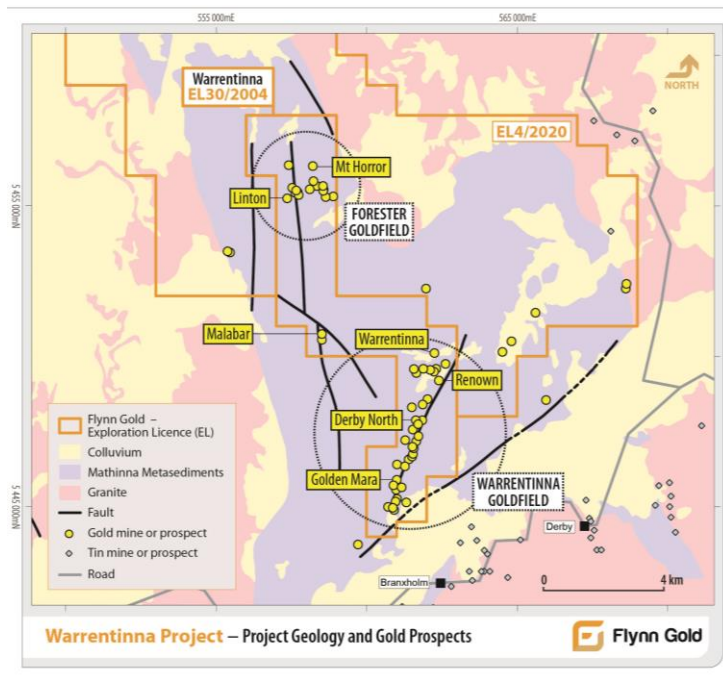 555 000mE
565 000mE
Warrentinna
EL30/2004
NORTH
EL4/2020
Mt Horror
Linton
5 455 000mN
FORESTER
GOLDFIELD
Malabar
Warrentinna
Renown
Flynn Gold –
Exploration Licence (EL)
Colluvium
Mathinna Metasediments
Granite
Fault
Gold mine or prospect
Tin mine or prospect
Road
Derby North
Golden Mara
WARRENTINNA
GOLDFIELD
5 445 000mN
Derby
Branxholm
0 4 km
Warrentinna Project – Project Geology and Gold Prospects
Flynn Gold